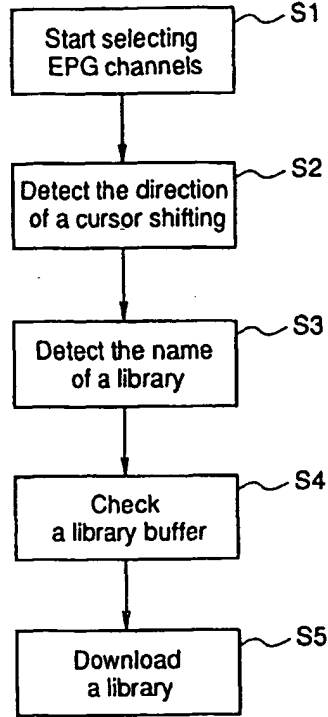 S1
Start selecting
EPG channels
S2
Detect the direction
of a cursor shifting
S3
Detect the name
of a library
S4
Check
a library buffer
S5
Download
a library